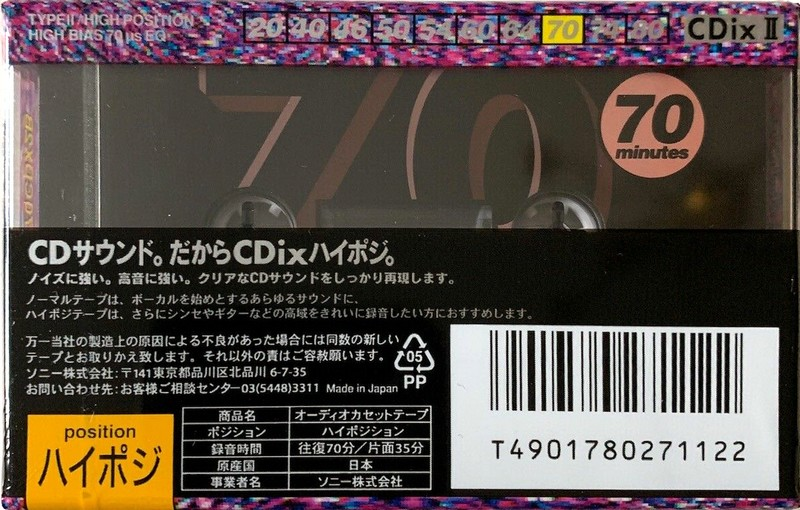 TYPE II / HIGH POSITION
HIGH BIAS 70 µs EQ
20 40 46 50 54 60 64 70 74 80
CDix II
70
70
minutes
CDサウンド。だからCDixハイポジ。
ノイズに強い。高音に強い。クリアなCDサウンドをしっかり再現します。
ノーマルテープは、ボーカルを始めとするあらゆるサウンドに、
ハイポジテープは、さらにシンセやギターなどの高域をきれいに録音したい方におすすめします。
万一当社の製造上の原因による不良があった場合には同数の新しい
テープとお取りかえ致します。それ以外の責はご容赦願います。
ソニー株式会社:〒141東京都品川区北品川 6-7-35
お問い合わせ先:お客様ご相談センター03(5448)3311 Made in Japan
05
PP
T4901780271122
position
ハイポジ
商品名 オーディオカセットテープ
ポジション ハイポジション
録音時間 往復70分/片面35分
原産国 日本
事業者名 ソニー株式会社